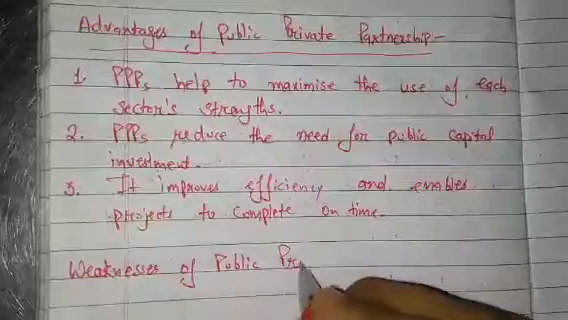 Advantages of Public Private Partnership:-
1. PPPs help to maximise the use of each
sector's strengths.
2. PPPs reduce the need for public capital
investment.
3. It improves efficiency and enables
projects to complete on time.
Weaknesses of Public Pr